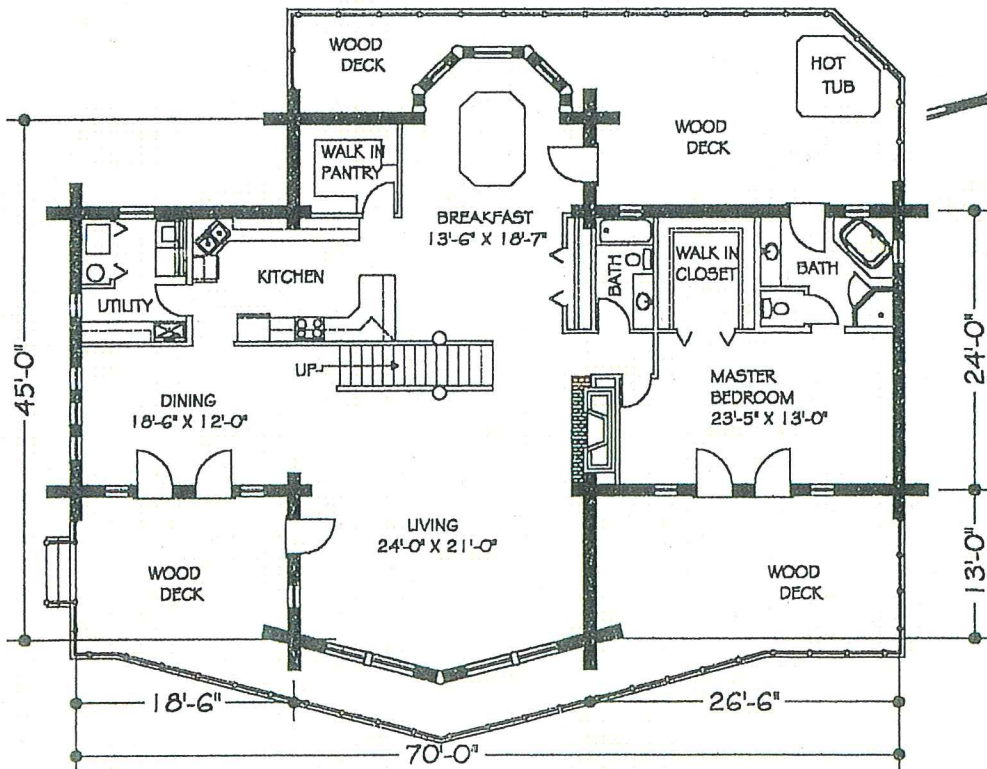 WOOD
DECK
HOT
TUB
WOOD
DECK
WALK IN
PANTRY
BREAKFAST
13'-6" X 18'-7"
KITCHEN
UTILITY
BATH
WALK IN
CLOSET
BATH
UP
45'-0"
24'-0"
DINING
18'-6" X 12'-0"
MASTER
BEDROOM
23'-5" X 13'-0"
LIVING
24'-0" X 21'-0"
WOOD
DECK
WOOD
DECK
13'-0"
18'-6"
26'-6"
70'-0"